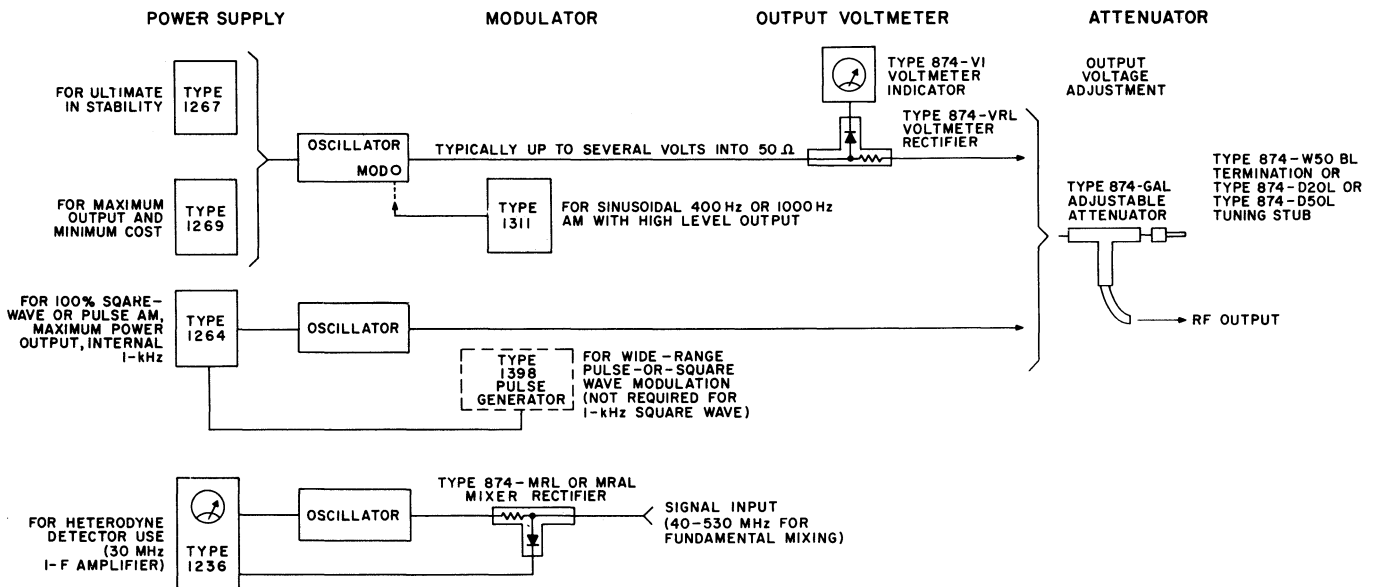 POWER SUPPLY
MODULATOR
OUTPUT VOLTMETER
ATTENUATOR
FOR ULTIMATE
IN STABILITY
TYPE
1267
FOR MAXIMUM
OUTPUT AND
MINIMUM COST
TYPE
1269
OSCILLATOR
MOD
TYPICALLY UP TO SEVERAL VOLTS INTO 50 Ω
TYPE
1311
FOR SINUSOIDAL 400 Hz OR 1000 Hz
AM WITH HIGH LEVEL OUTPUT
TYPE 874-VI
VOLTMETER
INDICATOR
TYPE 874-VRL
VOLTMETER
RECTIFIER
OUTPUT
VOLTAGE
ADJUSTMENT
TYPE 874-GAL
ADJUSTABLE
ATTENUATOR
TYPE 874-W50 BL
TERMINATION OR
TYPE 874-D20L OR
TYPE 874-D50L
TUNING STUB
RF OUTPUT
FOR 100% SQARE-
WAVE OR PULSE AM,
MAXIMUM POWER
OUTPUT, INTERNAL
1-kHz
TYPE
1264
OSCILLATOR
TYPE
1398
PULSE
GENERATOR
FOR WIDE-RANGE
PULSE-OR-SQUARE
WAVE MODULATION
(NOT REQUIRED FOR
1-kHz SQUARE WAVE)
FOR HETERODYNE
DETECTOR USE
(30 MHz
I-F AMPLIFIER)
TYPE
1236
OSCILLATOR
TYPE 874-MRL OR MRAL
MIXER RECTIFIER
SIGNAL INPUT
(40-530 MHz FOR
FUNDAMENTAL MIXING)